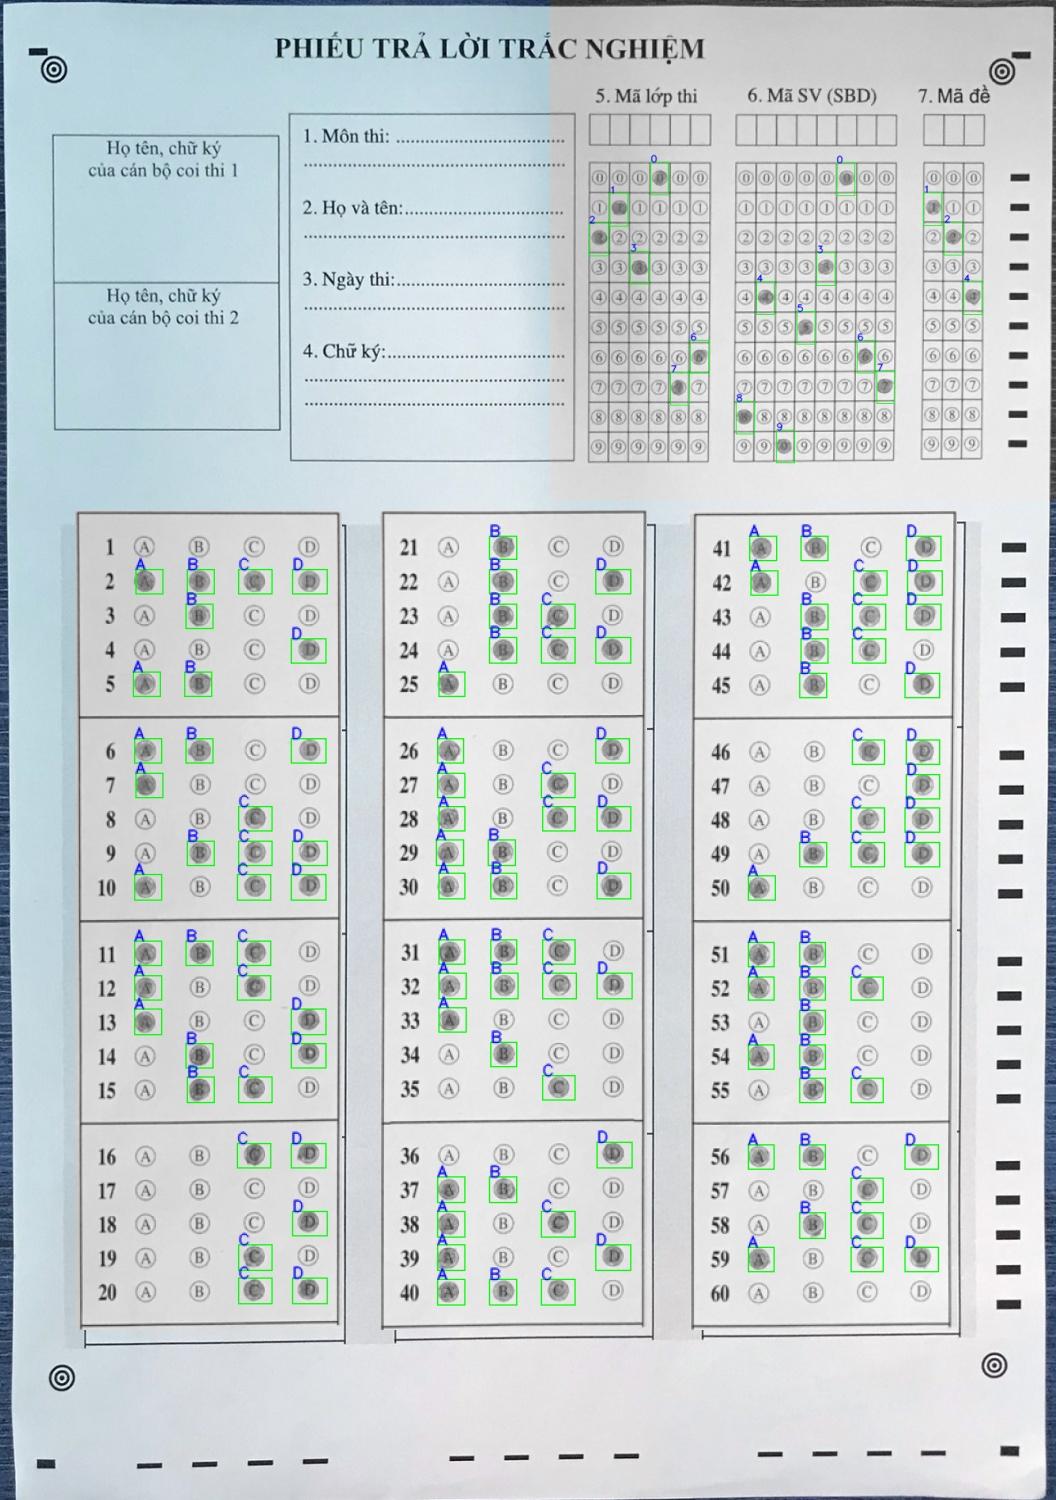 PHIẾU TRẢ LỜI TRẮC NGHIỆM
Họ tên, chữ ký
của cán bộ coi thi 1
Họ tên, chữ ký
của cán bộ coi thi 2
1. Môn thi:
2. Họ và tên:
3. Ngày thi:
4. Chữ ký:
5. Mã lớp thi
6. Mã SV (SBD)
7. Mã đề
1 A B C D
2 A B C D
3 A B C D
4 A B C D
5 A B C D
6 A B C D
7 A B C D
8 A B C D
9 A B C D
10 A B C D
11 A B C D
12 A B C D
13 A B C D
14 A B C D
15 A B C D
16 A B C D
17 A B C D
18 A B C D
19 A B C D
20 A B C D
21 A B C D
22 A B C D
23 A B C D
24 A B C D
25 A B C D
26 A B C D
27 A B C D
28 A B C D
29 A B C D
30 A B C D
31 A B C D
32 A B C D
33 A B C D
34 A B C D
35 A B C D
36 A B C D
37 A B C D
38 A B C D
39 A B C D
40 A B C D
41 A B C D
42 A B C D
43 A B C D
44 A B C D
45 A B C D
46 A B C D
47 A B C D
48 A B C D
49 A B C D
50 A B C D
51 A B C D
52 A B C D
53 A B C D
54 A B C D
55 A B C D
56 A B C D
57 A B C D
58 A B C D
59 A B C D
60 A B C D